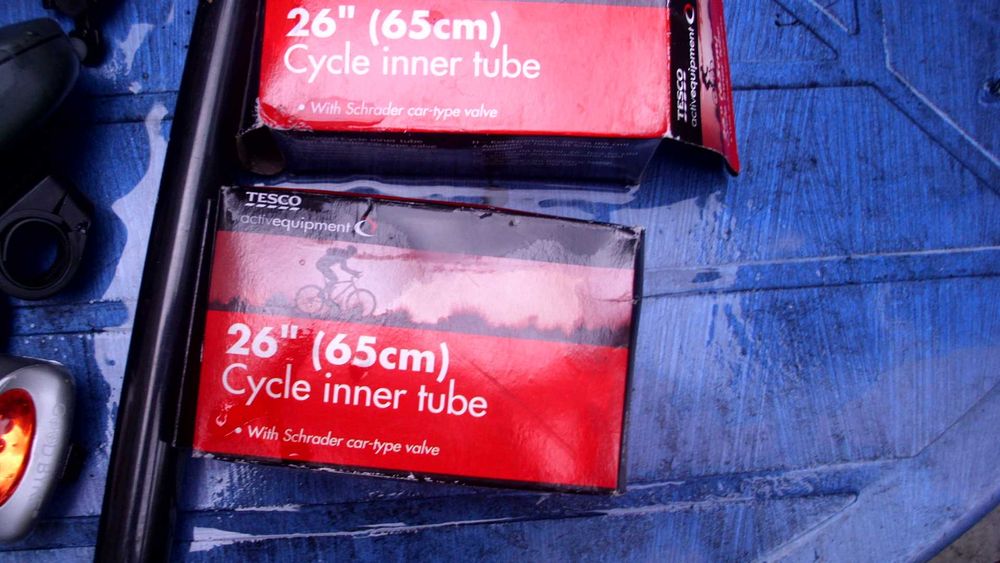 26" (65cm)
Cycle inner tube
• With Schrader car-type valve
TESCO
activequipment
TESCO
activequipment
26" (65cm)
Cycle inner tube
• With Schrader car-type valve